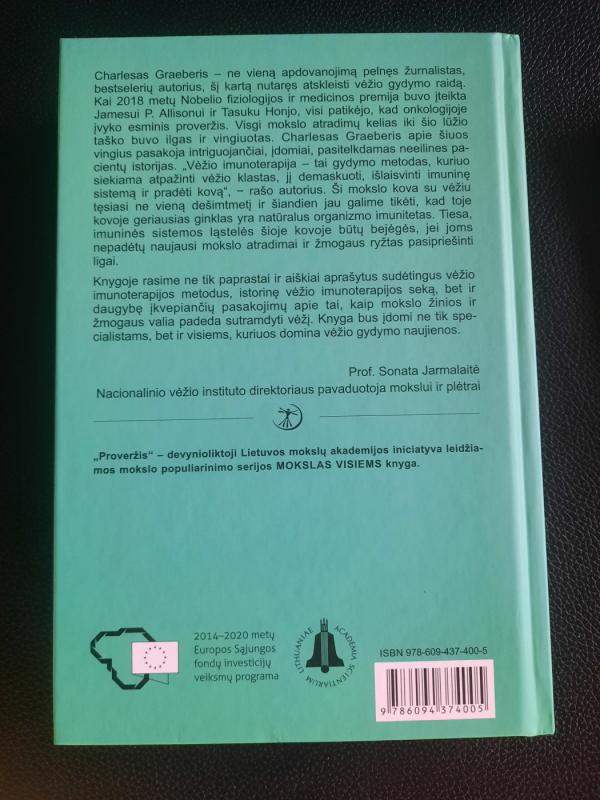 Charlesas Graeberis – ne vieną apdovanojimą pelnęs žurnalistas,
bestselerių autorius, šį kartą nutaręs atskleisti vėžio gydymo raidą.
Kai 2018 metų Nobelio fiziologijos ir medicinos premija buvo įteikta
Jamesui P. Allisonui ir Tasuku Honjo, visi patikėjo, kad onkologijoje
įvyko esminis proveržis. Visgi mokslo atradimų kelias iki šio lūžio
taško buvo ilgas ir vingiuotas. Charlesas Graeberis apie šiuos
vingius pasakoja intriguojančiai, įdomiai, pasitelkdamas neeilines pa-
cientų istorijas. „Vėžio imunoterapija – tai gydymo metodas, kuriuo
siekiama atpažinti vėžio klastas, jį demaskuoti, išlaisvinti imuninę
sistemą ir pradėti kovą“, – rašo autorius. Ši mokslo kova su vėžiu
tęsiasi ne vieną dešimtmetį ir šiandien jau galime tikėti, kad toje
kovoje geriausias ginklas yra natūralus organizmo imunitetas. Tiesa,
imuninės sistemos ląstelės šioje kovoje būtų bejėgės, jei joms
nepadėtų naujausi mokslo atradimai ir žmogaus ryžtas pasipriešinti
ligai.
Knygoje rasime ne tik paprastai ir aiškiai aprašytus sudėtingus vėžio
imunoterapijos metodus, istorinę vėžio imunoterapijos seką, bet ir
daugybę įkvepiančių pasakojimų apie tai, kaip mokslo žinios ir
žmogaus valia padeda sutramdyti vėžį. Knyga bus įdomi ne tik spe-
cialistams, bet ir visiems, kuriuos domina vėžio gydymo naujienos.
Prof. Sonata Jarmalaitė
Nacionalinio vėžio instituto direktoriaus pavaduotoja mokslui ir plėtrai
„Proveržis“ – devynioliktoji Lietuvos mokslų akademijos iniciatyva leidžia-
mos mokslo populiarinimo serijos MOKSLAS VISIEMS knyga.
2014–2020 metų
Europos Sąjungos
fondų investicijų
veiksmų programa
ACADEMIA SCIENTIARUM LITHUANIAE
ISBN 978-609-437-400-5
9 786094 374005